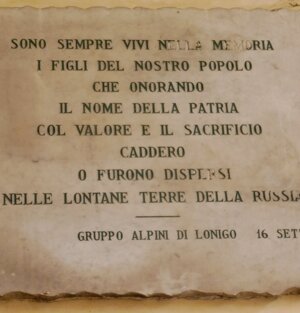 SONO SEMPRE VIVI NELLA MEMORIA
I FIGLI DEL NOSTRO POPOLO
CHE ONORANDO
IL NOME DELLA PATRIA
COL VALORE E IL SACRIFICIO
CADDERO
O FURONO DISPERSI
NELLE LONTANE TERRE DELLA RUSSIA
GRUPPO ALPINI DI LONIGO 16 SETT